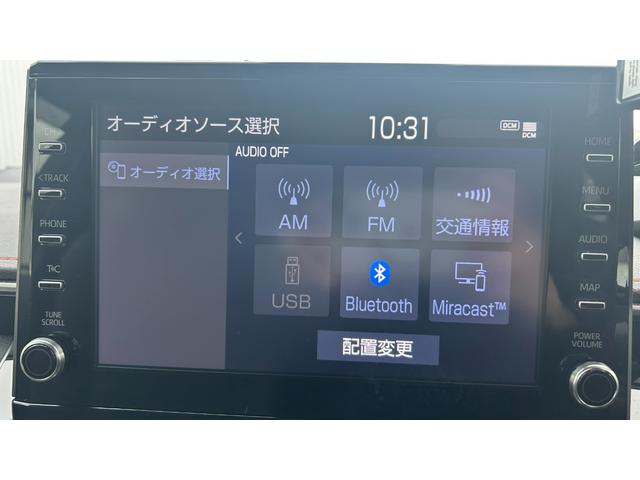 オーディオソース選択
10:31
DCM
DCM
オーディオ選択
AUDIO OFF
AM
FM
交通情報
USB
Bluetooth
Miracast™
配置変更
CH
<TRACK
PHONE
T C
TUNE
SCROLL
HOME
MENU
AUDIO
MAP
POWER
VOLUME